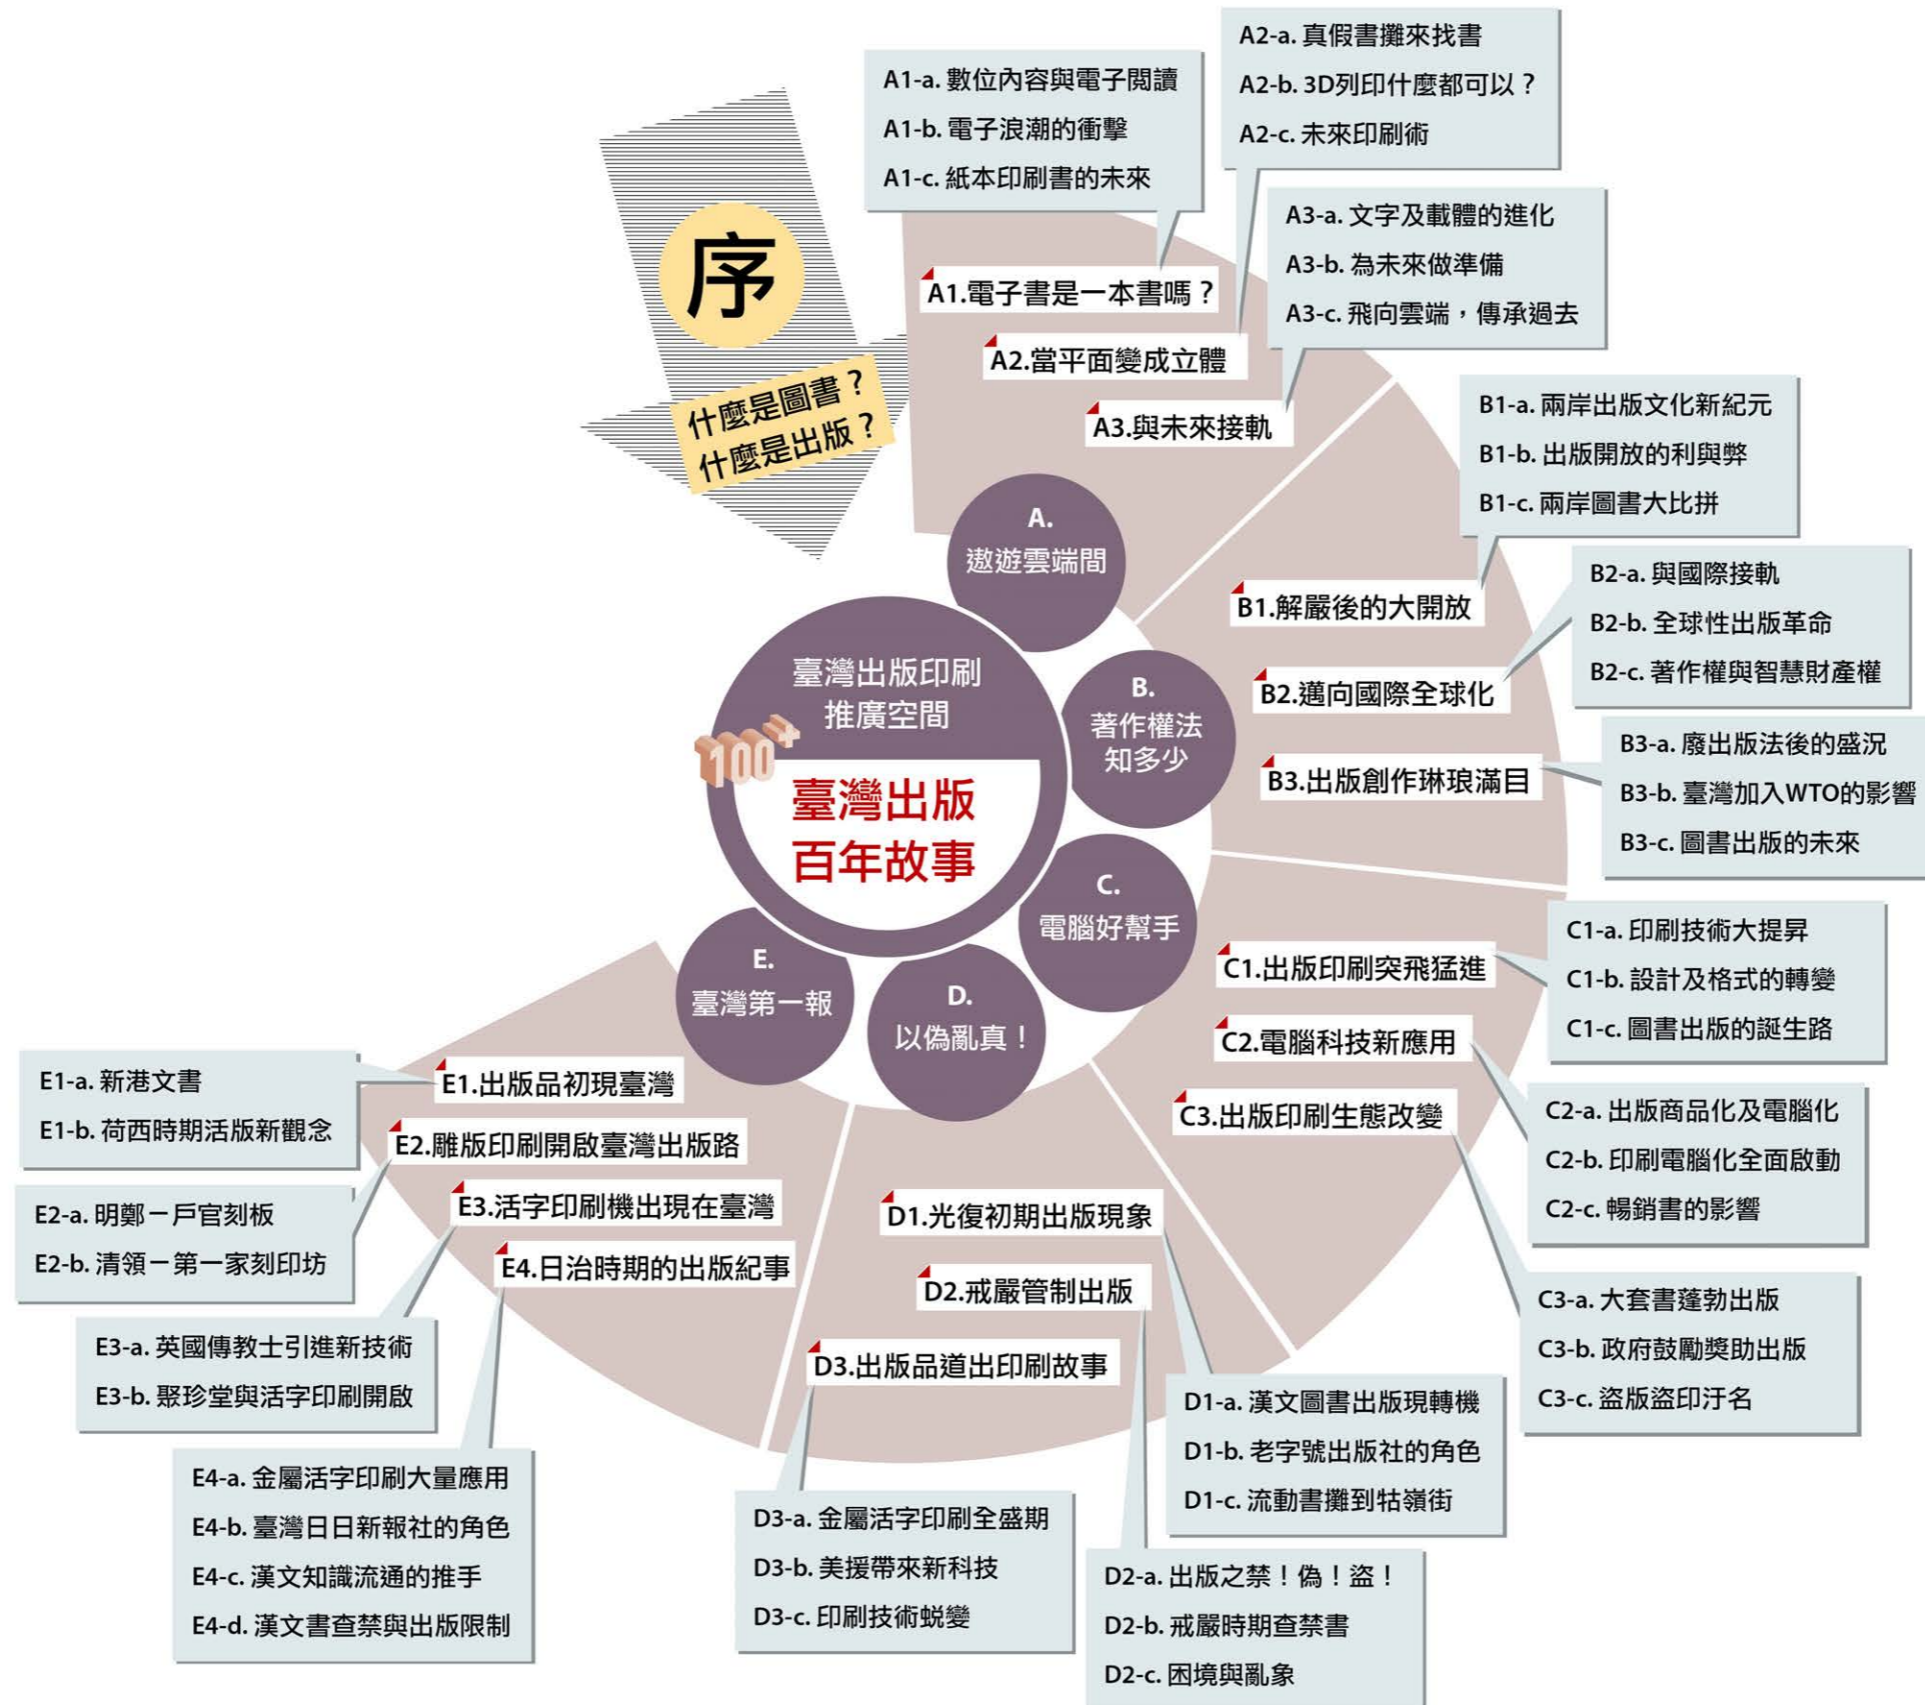 序
什麼是圖書？
什麼是出版？
臺灣出版印刷
推廣空間
100+
臺灣出版
百年故事
A.
遨遊雲端間
A1.電子書是一本書嗎？
A1-a. 數位內容與電子閱讀
A1-b. 電子浪潮的衝擊
A1-c. 紙本印刷書的未來
A2.當平面變成立體
A2-a. 真假書攤來找書
A2-b. 3D列印什麼都可以？
A2-c. 未來印刷術
A3.與未來接軌
A3-a. 文字及載體的進化
A3-b. 為未來做準備
A3-c. 飛向雲端，傳承過去
B.
著作權法
知多少
B1.解嚴後的大開放
B1-a. 兩岸出版文化新紀元
B1-b. 出版開放的利與弊
B1-c. 兩岸圖書大比拼
B2.邁向國際全球化
B2-a. 與國際接軌
B2-b. 全球性出版革命
B2-c. 著作權與智慧財產權
B3.出版創作琳琅滿目
B3-a. 廢出版法後的盛況
B3-b. 臺灣加入WTO的影響
B3-c. 圖書出版的未來
C.
電腦好幫手
C1.出版印刷突飛猛進
C1-a. 印刷技術大提昇
C1-b. 設計及格式的轉變
C1-c. 圖書出版的誕生路
C2.電腦科技新應用
C2-a. 出版商品化及電腦化
C2-b. 印刷電腦化全面啟動
C2-c. 暢銷書的影響
C3.出版印刷生態改變
C3-a. 大套書蓬勃出版
C3-b. 政府鼓勵獎助出版
C3-c. 盜版盜印汙名
D.
以偽亂真！
D1.光復初期出版現象
D1-a. 漢文圖書出版現轉機
D1-b. 老字號出版社的角色
D1-c. 流動書攤到牯嶺街
D2.戒嚴管制出版
D2-a. 出版之禁！偽！盜！
D2-b. 戒嚴時期查禁書
D2-c. 困境與亂象
D3.出版品道出印刷故事
D3-a. 金屬活字印刷全盛期
D3-b. 美援帶來新科技
D3-c. 印刷技術蛻變
E.
臺灣第一報
E1.出版品初現臺灣
E1-a. 新港文書
E1-b. 荷西時期活版新觀念
E2.雕版印刷開啟臺灣出版路
E2-a. 明鄭－戶官刻板
E2-b. 清領－第一家刻印坊
E3.活字印刷機出現在臺灣
E3-a. 英國傳教士引進新技術
E3-b. 聚珍堂與活字印刷開啟
E4.日治時期的出版紀事
E4-a. 金屬活字印刷大量應用
E4-b. 臺灣日日新報社的角色
E4-c. 漢文知識流通的推手
E4-d. 漢文書查禁與出版限制